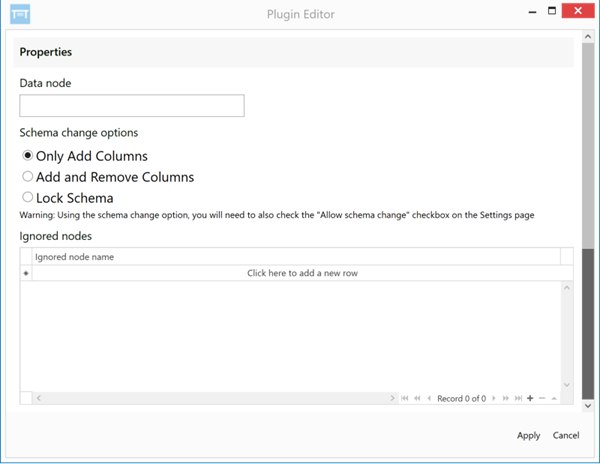 Plugin Editor
Properties
Data node
Schema change options
Only Add Columns
Add and Remove Columns
Lock Schema
Warning: Using the schema change option, you will need to also check the "Allow schema change" checkbox on the Settings page
Ignored nodes
Ignored node name
Click here to add a new row
Record 0 of 0
Apply Cancel